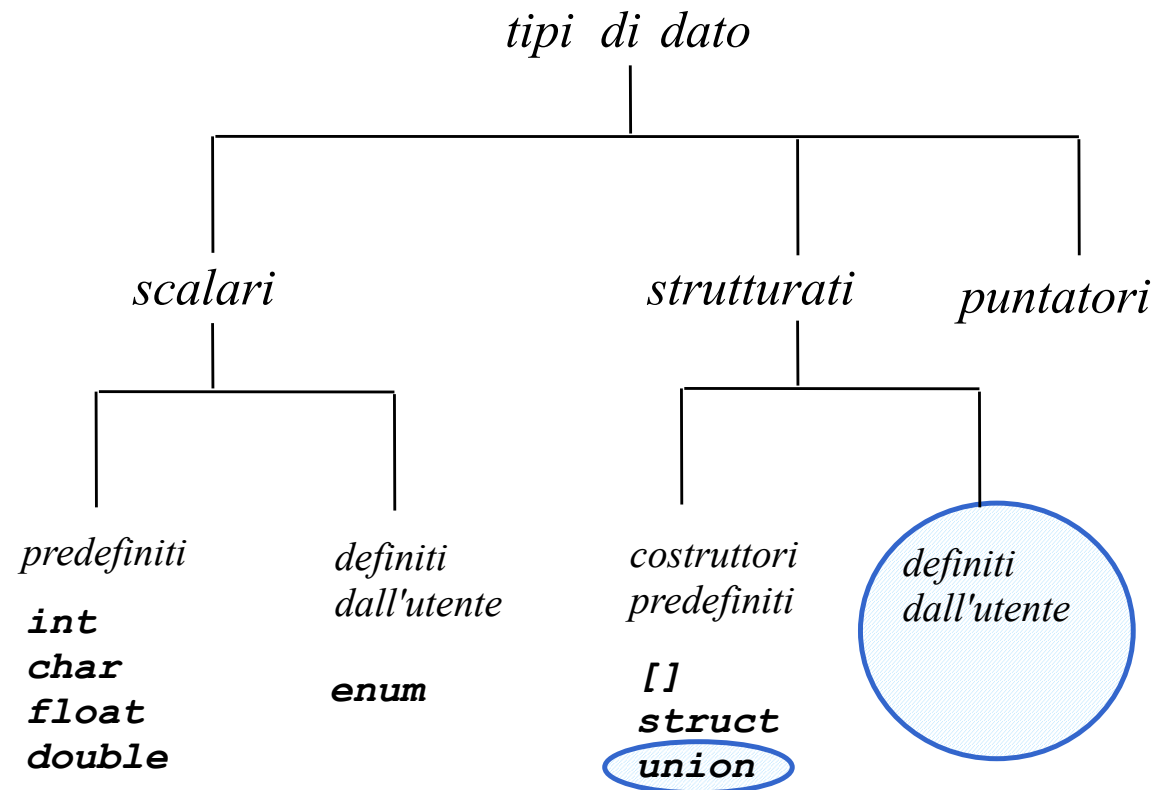 tipi di dato
scalari
strutturati
puntatori
predefiniti
int
char
float
double
definiti
dall'utente
enum
costruttori
predefiniti
[]
struct
union
definiti
dall'utente